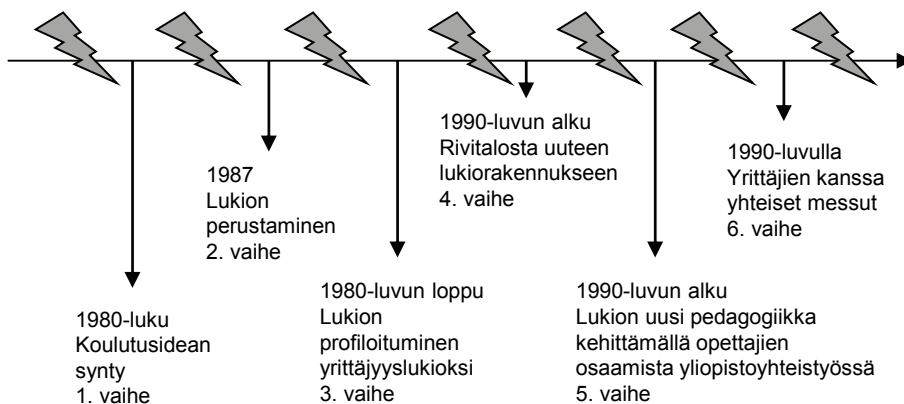 1980-luku
Koulutusidean
synty
1. vaihe
1987
Lukion
perustaminen
2. vaihe
1980-luvun loppu
Lukion
profiloituminen
yrittäjyyslukioksi
3. vaihe
1990-luvun alku
Rivitalosta uuteen
lukiorakennukseen
4. vaihe
1990-luvun alku
Lukion uusi pedagogiikka
kehittämällä opettajien
osaamista yliopistoyhteistyössä
5. vaihe
1990-luvulla
Yrittäjien kanssa
yhteiset messut
6. vaihe